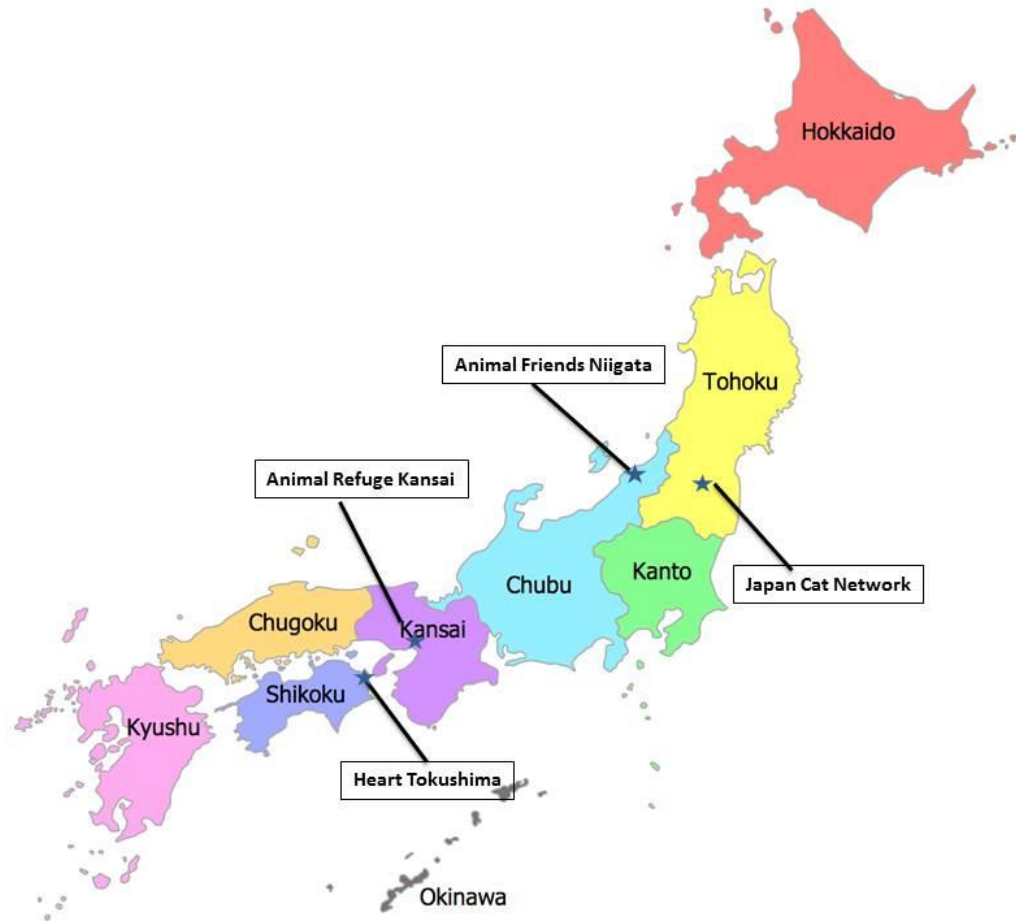 Hokkaido
Animal Friends Niigata
Tohoku
Animal Refuge Kansai
Kanto
Chubu
Japan Cat Network
Chugoku
Kansai
Shikoku
Kyushu
Heart Tokushima
Okinawa